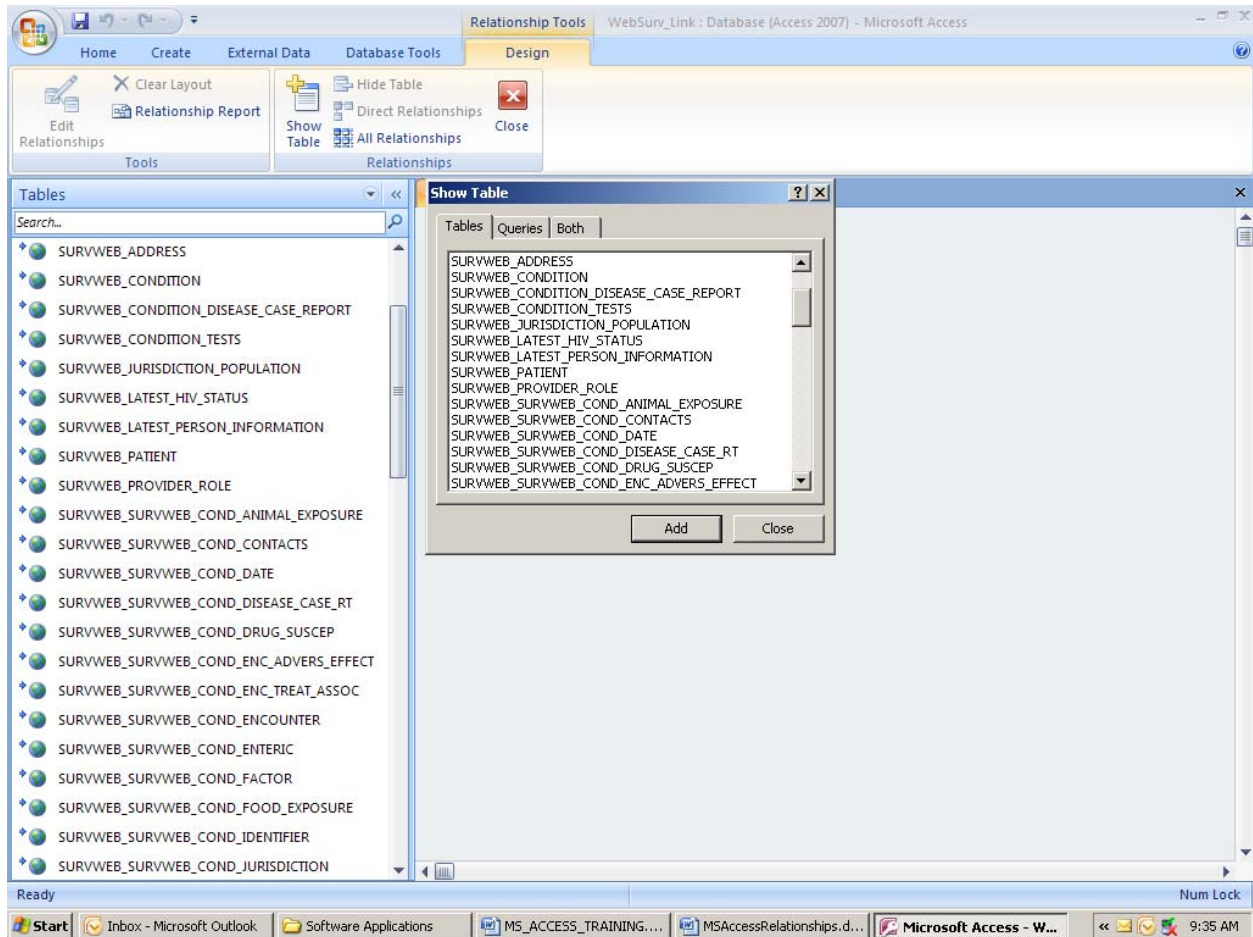 Relationship Tools WebSurv_Link : Database (Access 2007) - Microsoft Access
Home Create External Data Database Tools Design
Edit Relationships
Clear Layout
Relationship Report
Tools
Show Table
Hide Table
Direct Relationships
All Relationships
Close
Relationships
Tables
Search...
SURVWEB_ADDRESS
SURVWEB_CONDITION
SURVWEB_CONDITION_DISEASE_CASE_REPORT
SURVWEB_CONDITION_TESTS
SURVWEB_JURISDICTION_POPULATION
SURVWEB_LATEST_HIV_STATUS
SURVWEB_LATEST_PERSON_INFORMATION
SURVWEB_PATIENT
SURVWEB_PROVIDER_ROLE
SURVWEB_SURVWEB_COND_ANIMAL_EXPOSURE
SURVWEB_SURVWEB_COND_CONTACTS
SURVWEB_SURVWEB_COND_DATE
SURVWEB_SURVWEB_COND_DISEASE_CASE_RT
SURVWEB_SURVWEB_COND_DRUG_SUSCEP
SURVWEB_SURVWEB_COND_ENC_ADVERS_EFFECT
SURVWEB_SURVWEB_COND_ENC_TREAT_ASSOC
SURVWEB_SURVWEB_COND_ENCOUNTER
SURVWEB_SURVWEB_COND_ENTERIC
SURVWEB_SURVWEB_COND_FACTOR
SURVWEB_SURVWEB_COND_FOOD_EXPOSURE
SURVWEB_SURVWEB_COND_IDENTIFIER
SURVWEB_SURVWEB_COND_JURISDICTION
Show Table
Tables Queries Both
SURVWEB_ADDRESS
SURVWEB_CONDITION
SURVWEB_CONDITION_DISEASE_CASE_REPORT
SURVWEB_CONDITION_TESTS
SURVWEB_JURISDICTION_POPULATION
SURVWEB_LATEST_HIV_STATUS
SURVWEB_LATEST_PERSON_INFORMATION
SURVWEB_PATIENT
SURVWEB_PROVIDER_ROLE
SURVWEB_SURVWEB_COND_ANIMAL_EXPOSURE
SURVWEB_SURVWEB_COND_CONTACTS
SURVWEB_SURVWEB_COND_DATE
SURVWEB_SURVWEB_COND_DISEASE_CASE_RT
SURVWEB_SURVWEB_COND_DRUG_SUSCEP
SURVWEB_SURVWEB_COND_ENC_ADVERS_EFFECT
Add Close
Ready Num Lock
Start Inbox - Microsoft Outlook Software Applications MS_ACCESS_TRAINING.... MSAccessRelationships.d... Microsoft Access - W... 9:35 AM